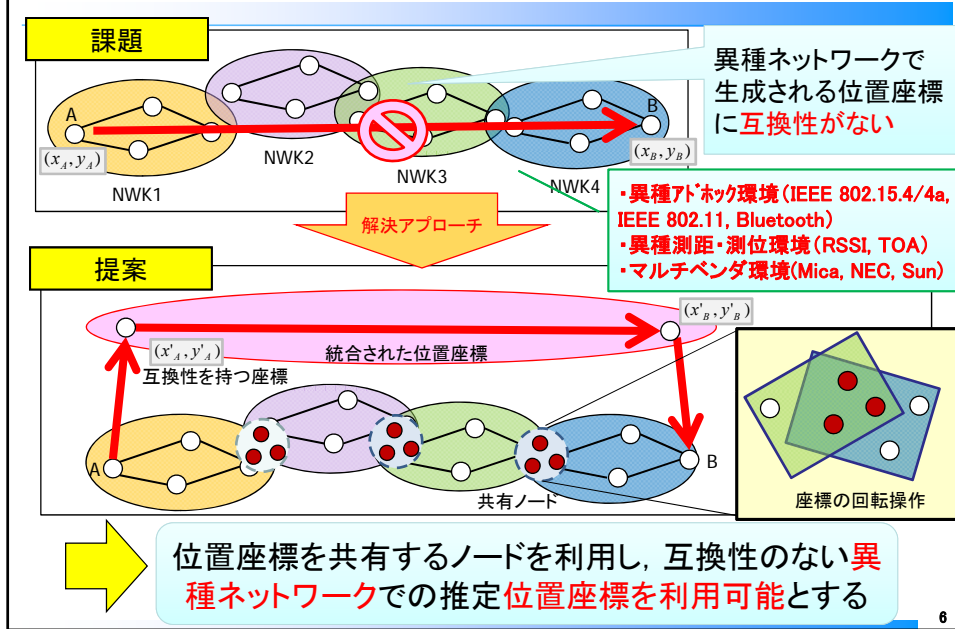 課題
異種ネットワークで
生成される位置座標
に互換性がない
A
B
(x_A, y_A)
(x_B, y_B)
NWK1
NWK2
NWK3
NWK4
・異種アドホック環境(IEEE 802.15.4/4a,
IEEE 802.11, Bluetooth)
・異種測距・測位環境(RSSI, TOA)
・マルチベンダ環境(Mica, NEC, Sun)
解決アプローチ
提案
(x'_A, y'_A)
(x'_B, y'_B)
統合された位置座標
互換性を持つ座標
A
B
共有ノード
座標の回転操作
位置座標を共有するノードを利用し, 互換性のない異
種ネットワークでの推定位置座標を利用可能とする
6